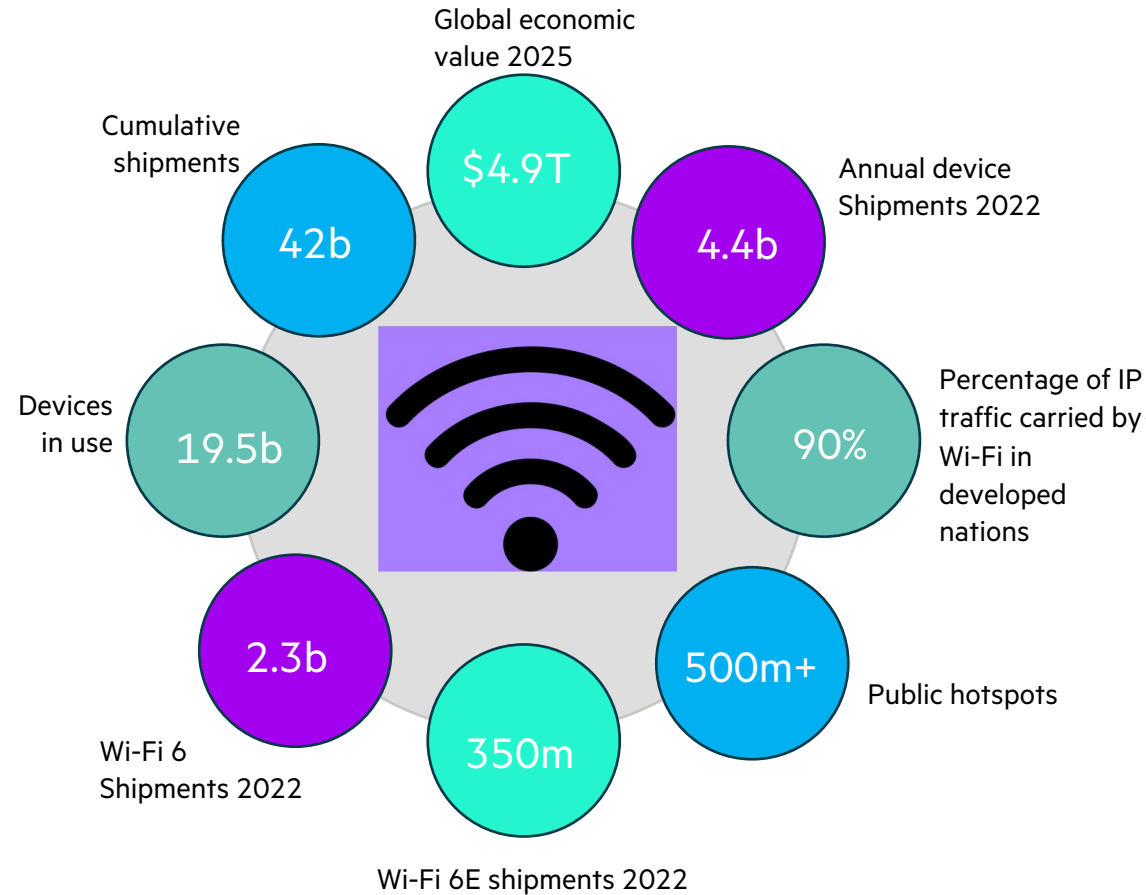 Global economic
value 2025
$4.9T
Cumulative
shipments
42b
Annual device
Shipments 2022
4.4b
Devices
in use
19.5b
Percentage of IP
traffic carried by
Wi-Fi in
developed
nations
90%
2.3b
Wi-Fi 6
Shipments 2022
500m+
Public hotspots
350m
Wi-Fi 6E shipments 2022